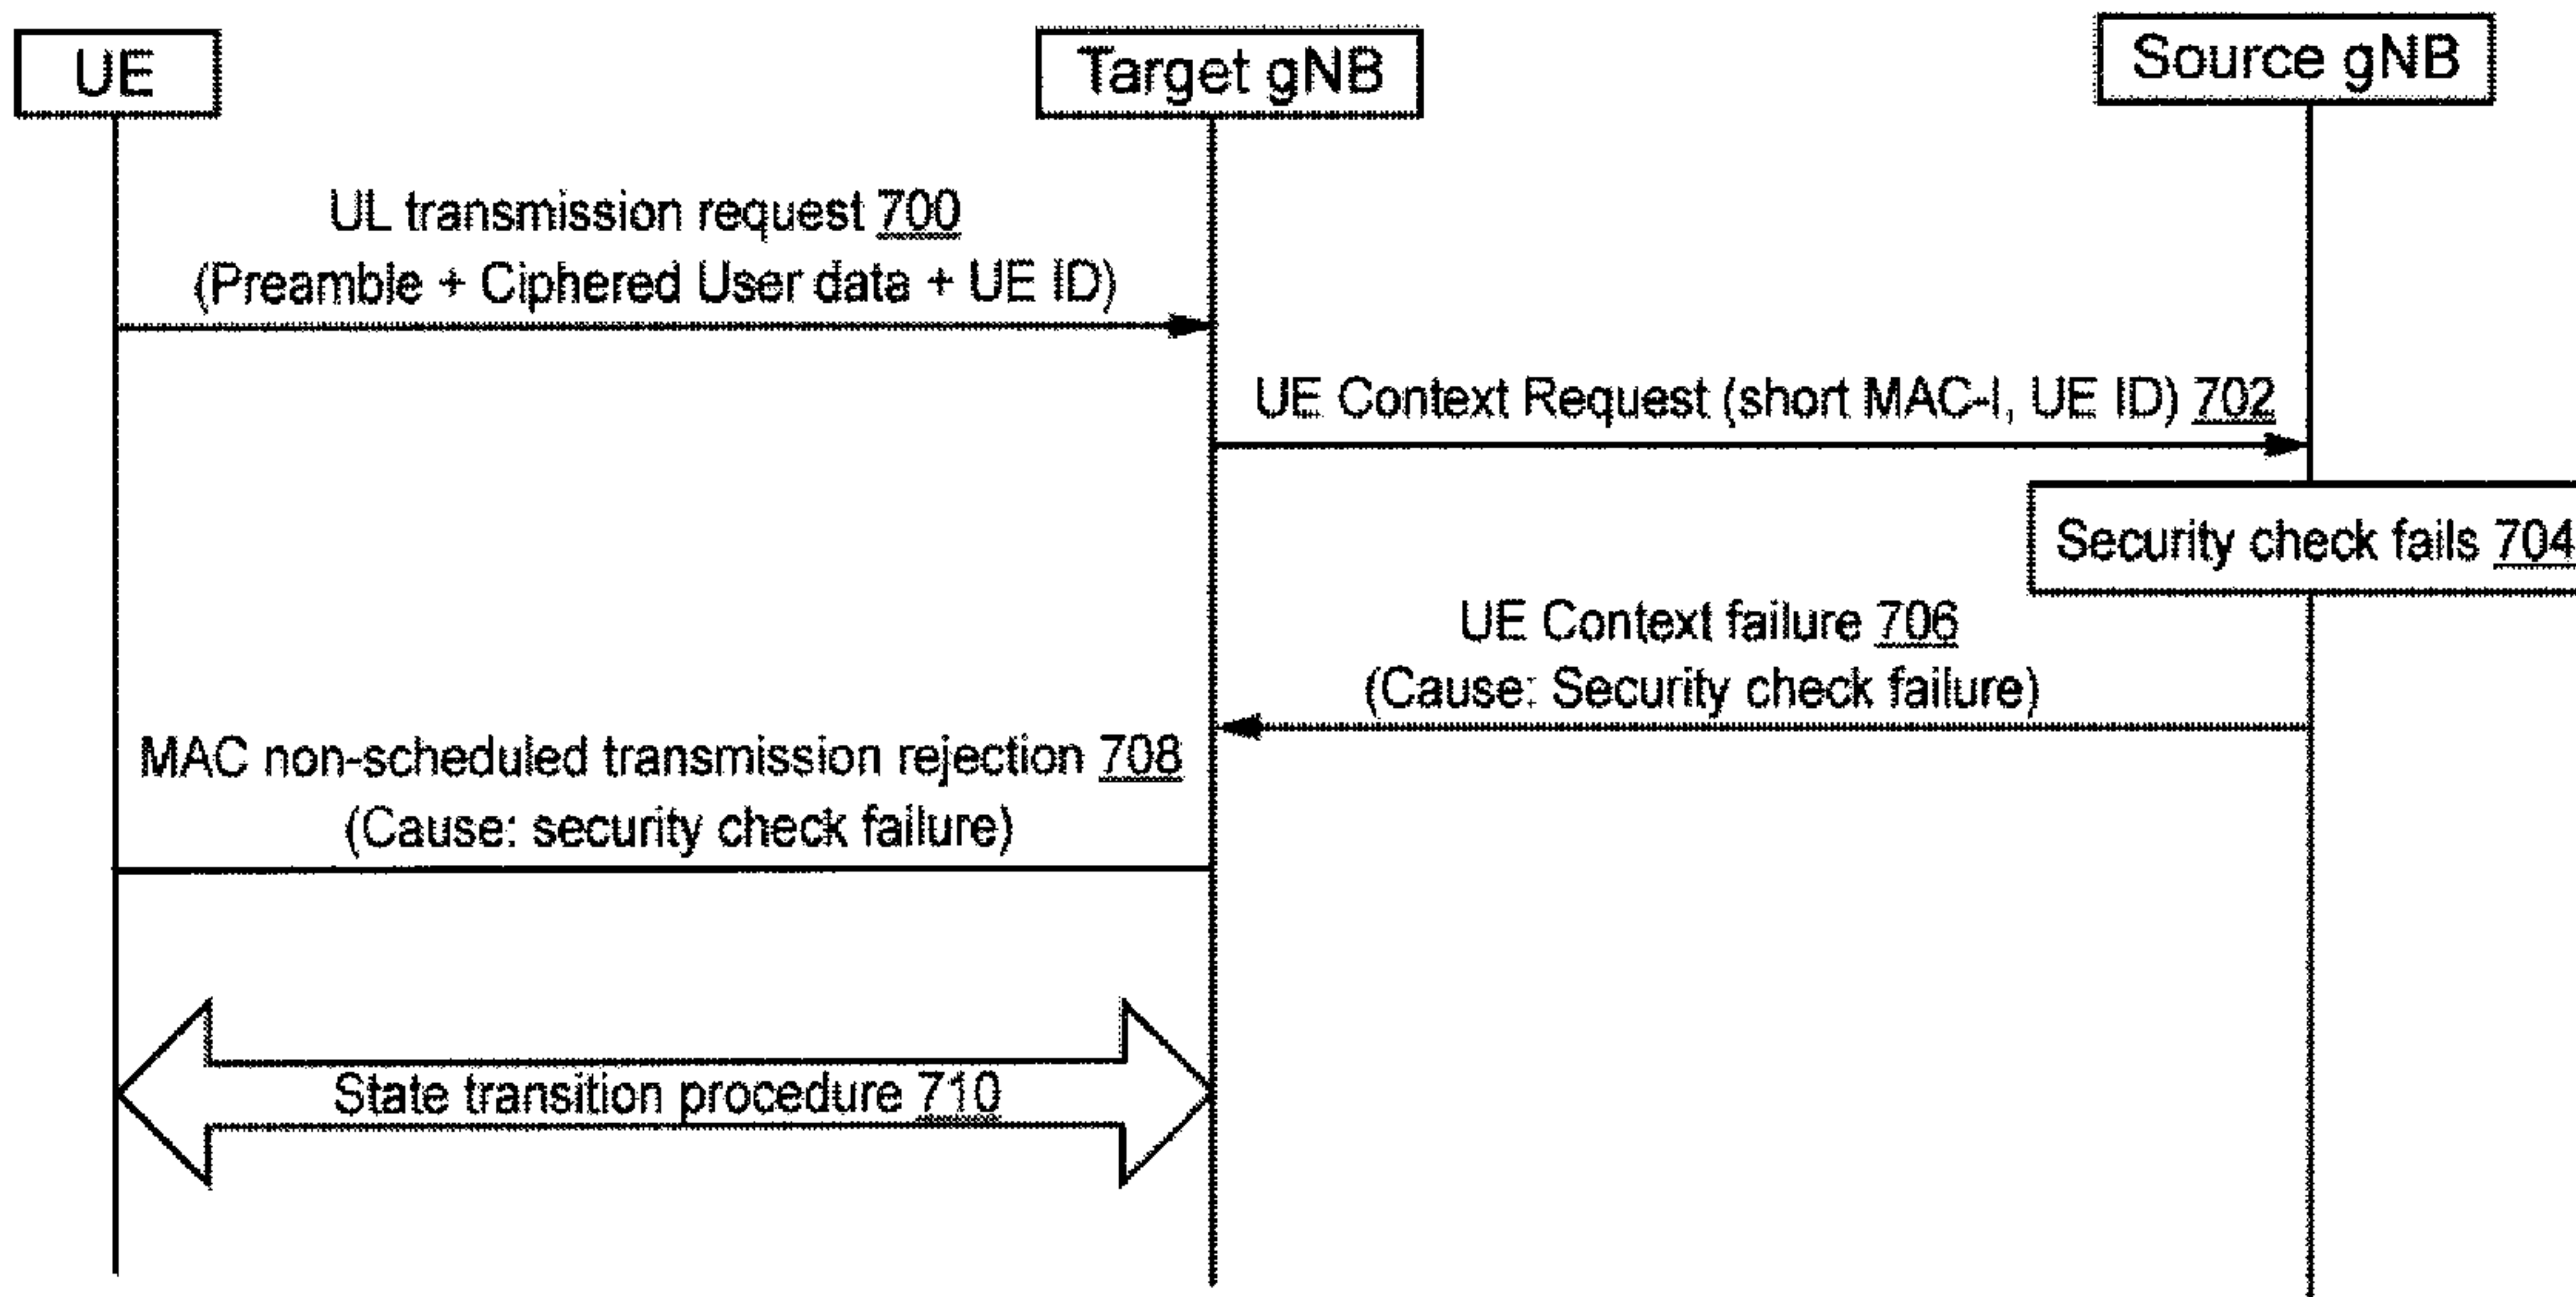 UE
Target gNB
Source gNB
UL transmission request 700
(Preamble + Ciphered User data + UE ID)
UE Context Request (short MAC-I, UE ID) 702
Security check fails 704
UE Context failure 706
(Cause: Security check failure)
MAC non-scheduled transmission rejection 708
(Cause: security check failure)
State transition procedure 710